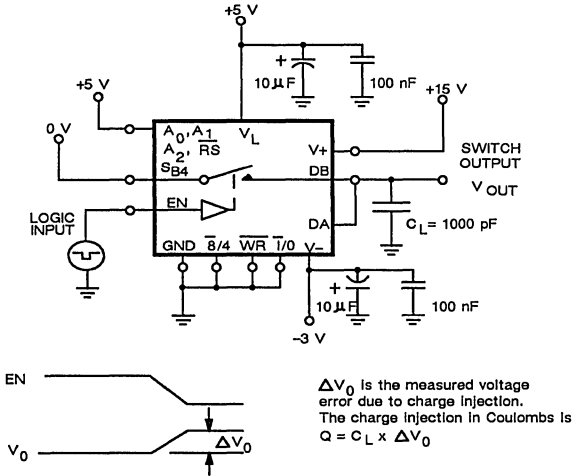 +5 V
+
10 µF
100 nF
+5 V
+15 V
0 V
A0, A1
A2, R̅S̅
VL
V+
SWITCH
OUTPUT
SB4
DB
VOUT
EN
LOGIC
INPUT
DA
CL = 1000 pF
GND
8̅/4
W̅R̅
I̅/0
V−
+
10 µF
100 nF
−3 V
EN
ΔV0
V0
ΔV0 is the measured voltage
error due to charge injection.
The charge injection in Coulombs is
Q = CL x ΔV0